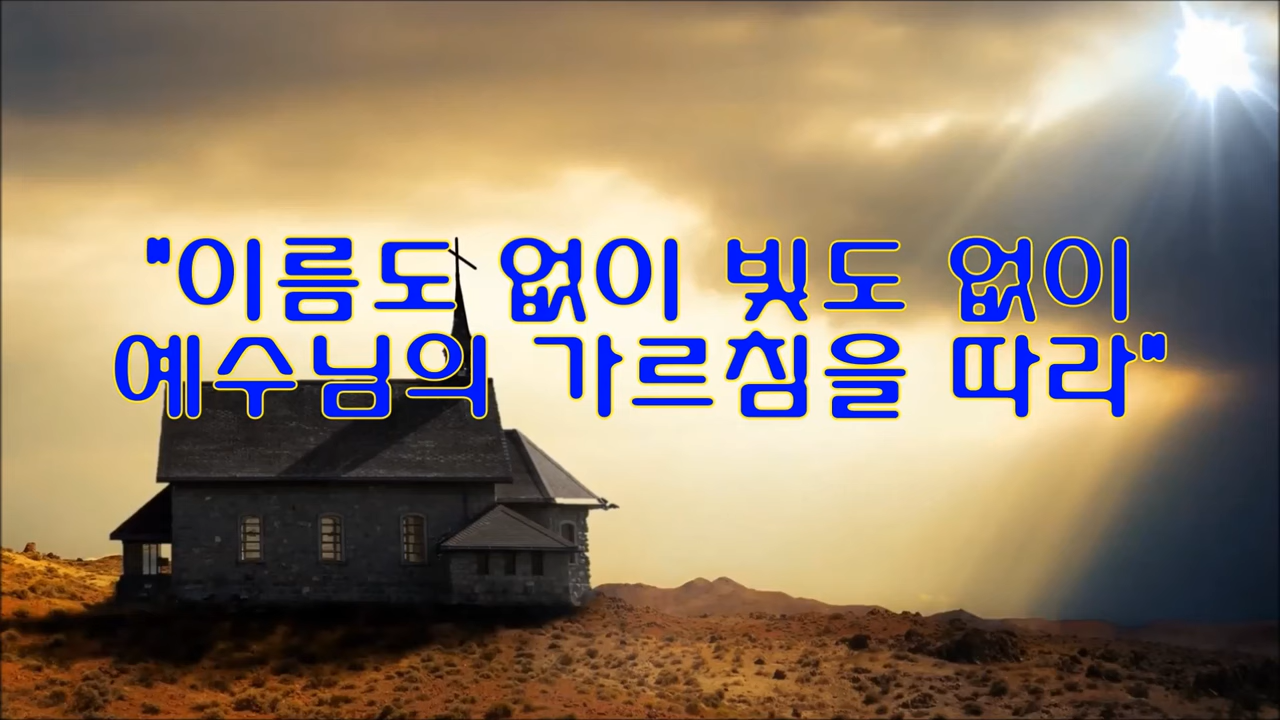 "이름도 없이 빛도 없이
예수님의 가르침을 따라"